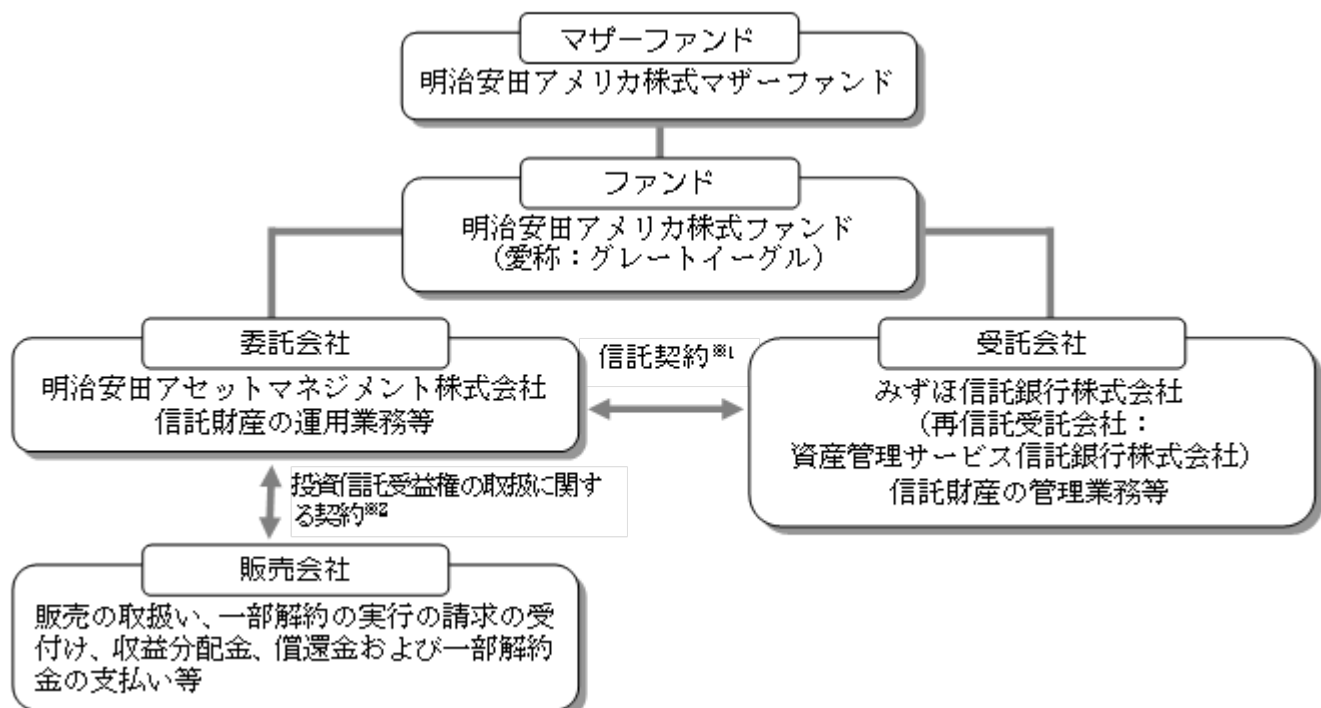 マザーファンド
明治安田アメリカ株式マザーファンド
ファンド
明治安田アメリカ株式ファンド
（愛称：グレートイーグル）
委託会社
明治安田アセットマネジメント株式会社
信託財産の運用業務等
信託契約※1
受託会社
みずほ信託銀行株式会社
（再信託受託会社：
資産管理サービス信託銀行株式会社）
信託財産の管理業務等
投資信託受益権の取扱に関す
る契約※2
販売会社
販売の取扱い、一部解約の実行の請求の受
付け、収益分配金、償還金および一部解約
金の支払い等